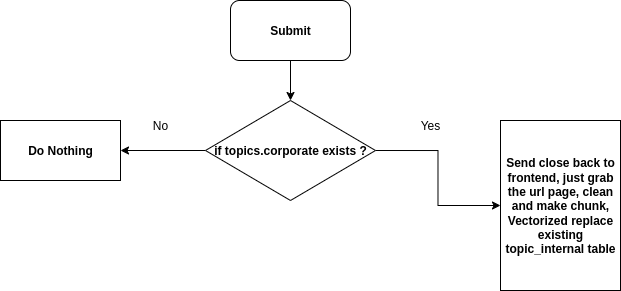 Submit
No
Yes
Do Nothing
if topics.corporate exists ?
Send close back to
frontend, just grab
the url page, clean
and make chunk,
Vectorized replace
existing
topic_internal table